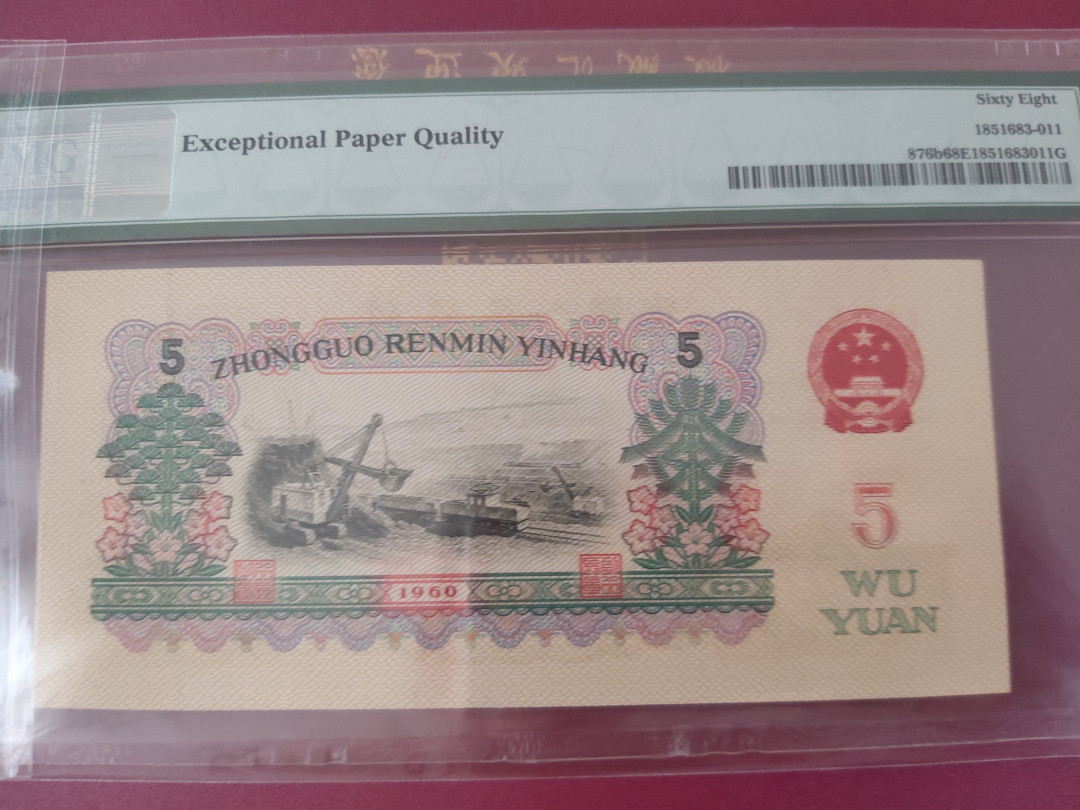 Sixty Eight
Exceptional Paper Quality
1851683-011
876b68E1851683011G
5 ZHONGGUO RENMIN YINHANG 5
5
1960
WU
YUAN